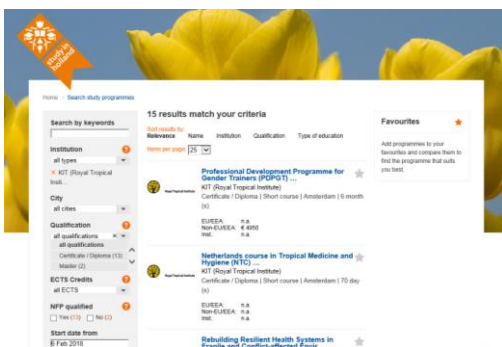 study in
holland
Home Search study programmes
Search by keywords
Institution
all types
× KIT (Royal Tropical
Insti...
City
all cities
Qualification
all qualifications
all qualifications
Certificate / Diploma (13)
Master (2)
ECTS Credits
all ECTS
NFP qualified
Yes (13) No (2)
Start date from
6 Feb 2018
15 results match your criteria
Sort results by:
Relevance Name Institution Qualification Type of education
Items per page 25
Professional Development Programme for
Gender Trainers (PDPGT) ...
KIT (Royal Tropical Institute)
Certificate / Diploma | Short course | Amsterdam | 6 month
(s)
EU/EEA: n.a
Non-EU/EEA: € 4950
Inst: n.a
Netherlands course in Tropical Medicine and
Hygiene (NTC) ...
KIT (Royal Tropical Institute)
Certificate / Diploma | Short course | Amsterdam | 70 day
(s)
EU/EEA: n.a
Non-EU/EEA: n.a
Inst: n.a
Rebuilding Resilient Health Systems in
Fragile and Conflict-affected Envir...
Favourites
Add programmes to your
favourites and compare them to
find the programme that suits
you best.